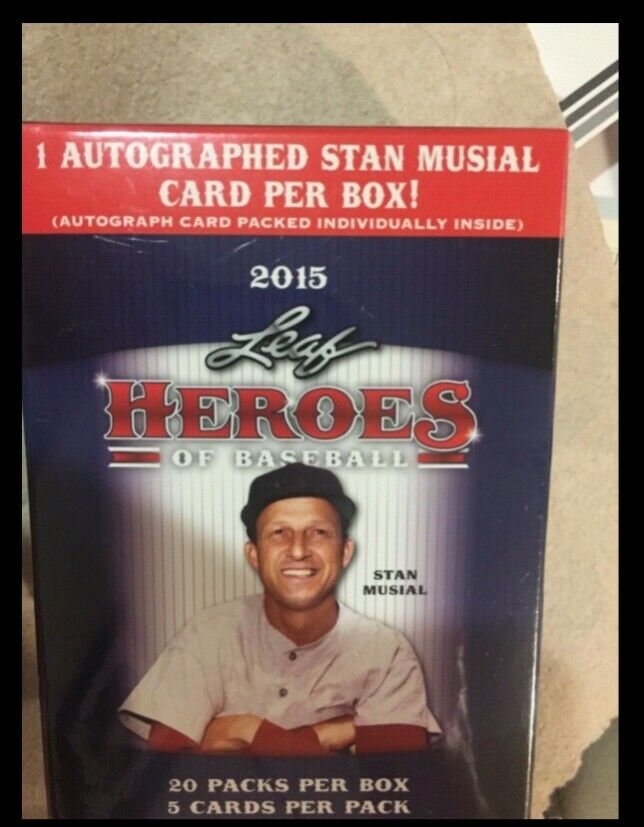 1 AUTOGRAPHED STAN MUSIAL
CARD PER BOX!
(AUTOGRAPH CARD PACKED INDIVIDUALLY INSIDE)
2015
Leaf
HEROES
OF BASEBALL
STAN
MUSIAL
20 PACKS PER BOX
5 CARDS PER PACK